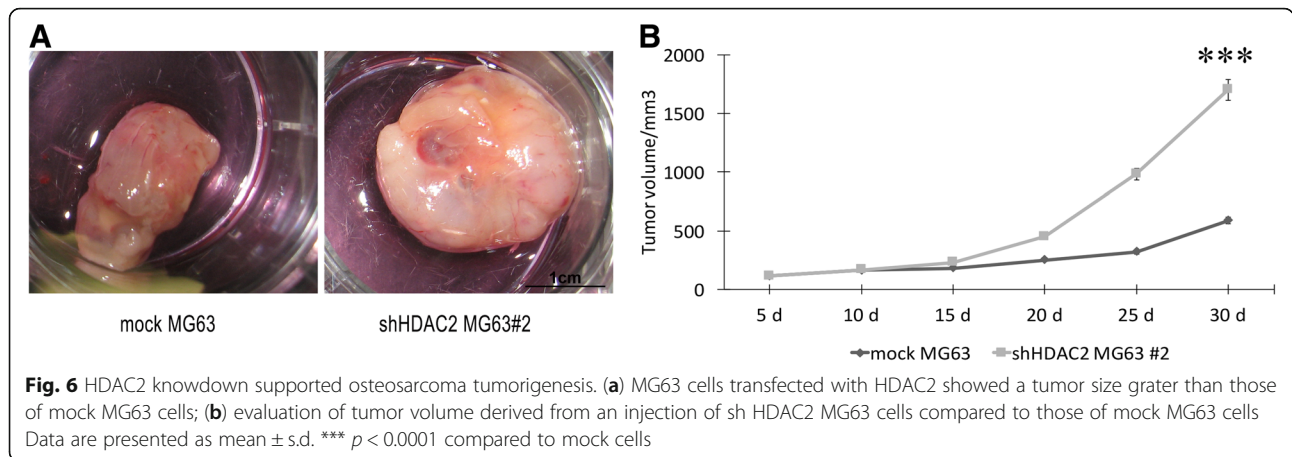 A
1cm
mock MG63
shHDAC2 MG63#2
B
2000
1500
1000
500
0
Tumor volume/mm3
***
5 d 10 d 15 d 20 d 25 d 30 d
mock MG63 shHDAC2 MG63 #2
Fig. 6 HDAC2 knowdown supported osteosarcoma tumorigenesis. (a) MG63 cells transfected with HDAC2 showed a tumor size grater than those
of mock MG63 cells; (b) evaluation of tumor volume derived from an injection of sh HDAC2 MG63 cells compared to those of mock MG63 cells
Data are presented as mean ± s.d. *** p < 0.0001 compared to mock cells